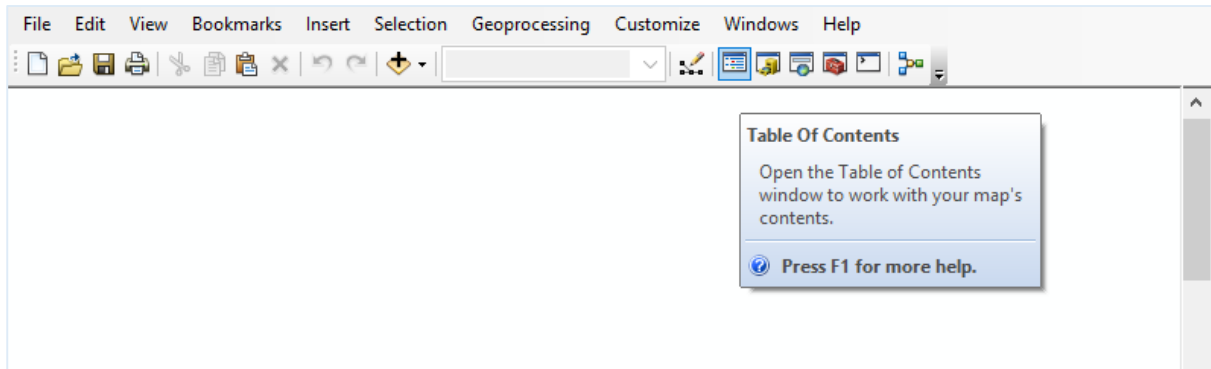 File Edit View Bookmarks Insert Selection Geoprocessing Customize Windows Help
Table Of Contents
Open the Table of Contents
window to work with your map's
contents.
Press F1 for more help.